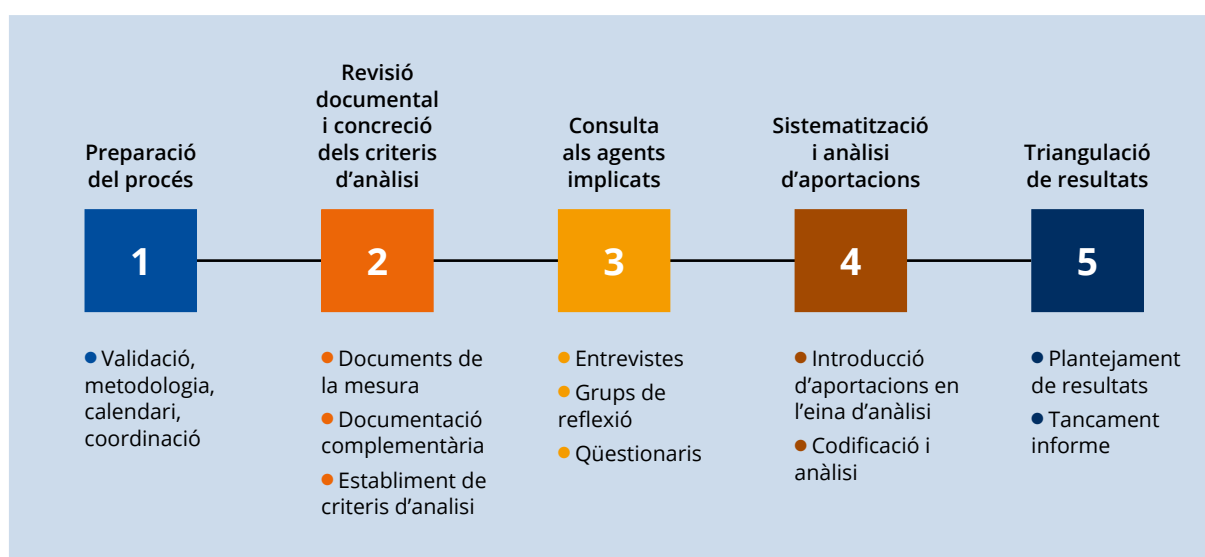 Preparació
del procés
1
● Validació,
metodologia,
calendari,
coordinació
Revisió
documental
i concreció
dels criteris
d'anàlisi
2
● Documents de
la mesura
● Documentació
complementària
● Establiment de
criteris d'analisi
Consulta
als agents
implicats
3
● Entrevistes
● Grups de
reflexió
● Qüestionaris
Sistematització
i anàlisi
d'aportacions
4
● Introducció
d'aportacions en
l'eina d'anàlisi
● Codificació i
anàlisi
Triangulació
de resultats
5
● Plantejament
de resultats
● Tancament
informe